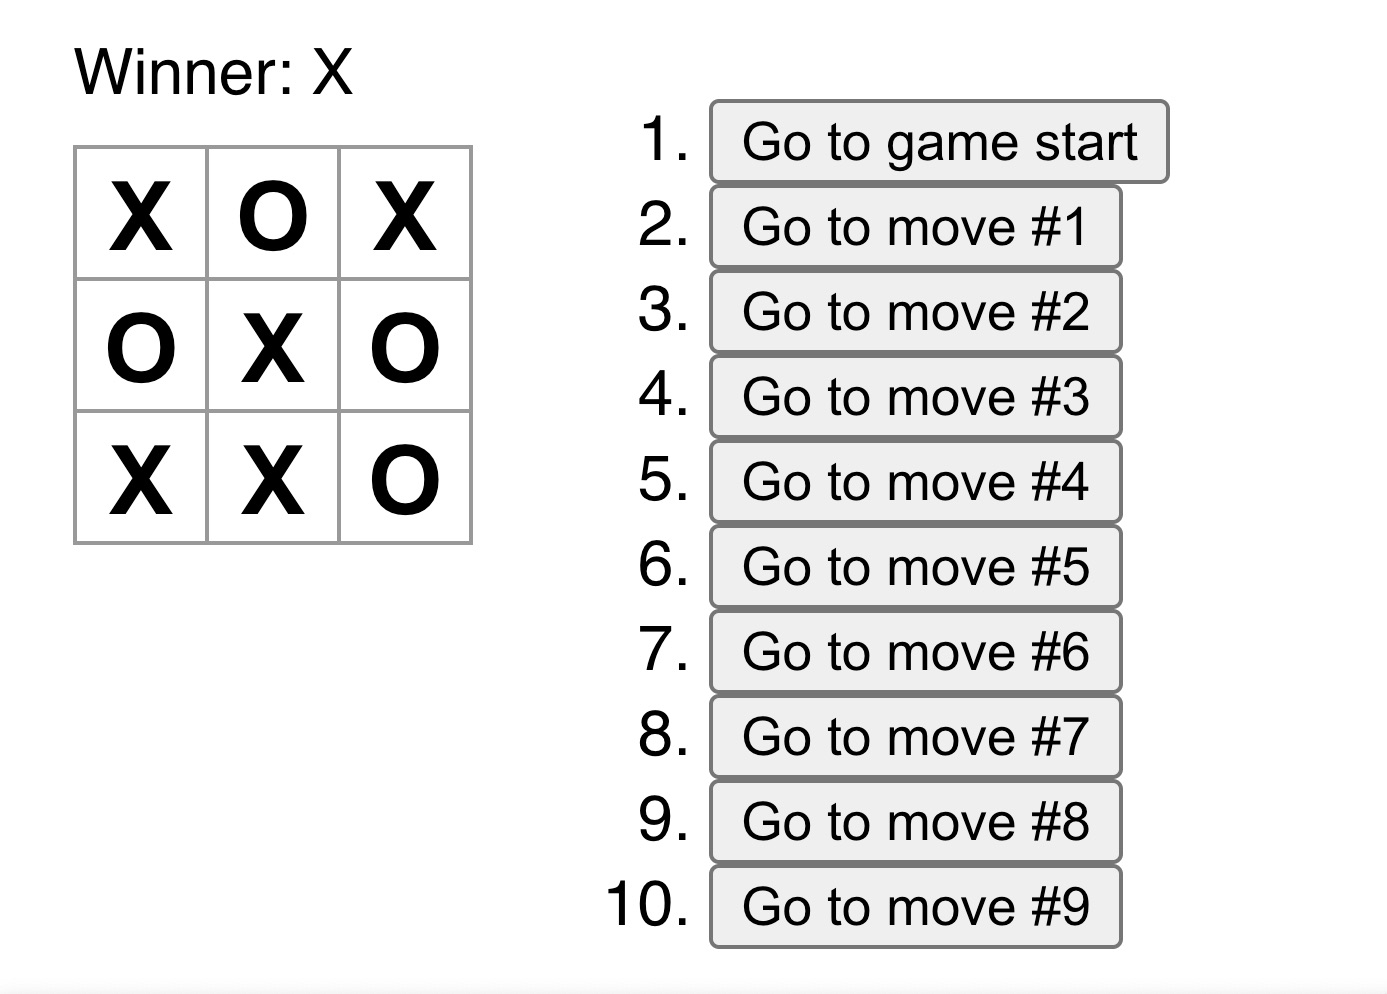 Winner: X
X O X
O X O
X X O
1. Go to game start
2. Go to move #1
3. Go to move #2
4. Go to move #3
5. Go to move #4
6. Go to move #5
7. Go to move #6
8. Go to move #7
9. Go to move #8
10. Go to move #9